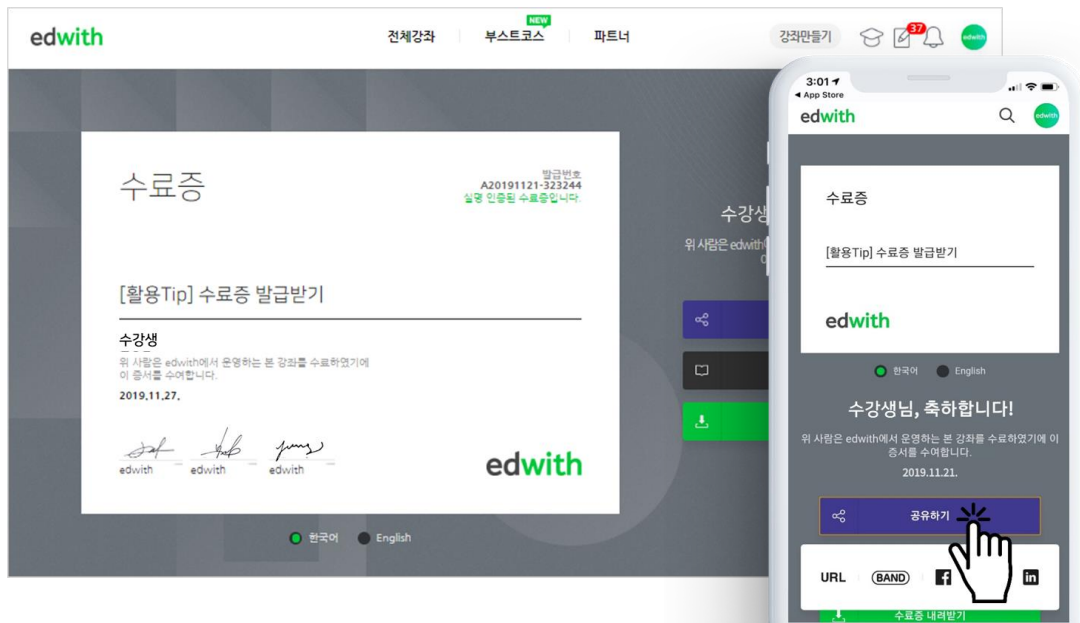 edwith
전체강좌
NEW
부스트코스
파트너
강좌만들기
37
edwith
수료증
발급번호
A20191121-323244
실명 인증된 수료증입니다.
[활용Tip] 수료증 발급받기
수강생
위 사람은 edwith에서 운영하는 본 강좌를 수료하였기에
이 증서를 수여합니다.
2019.11.27.
edwith edwith edwith
edwith
한국어 English
수강생
위 사람은 edwith
3:01
App Store
edwith
edwith
수료증
[활용Tip] 수료증 발급받기
edwith
한국어 English
수강생님, 축하합니다!
위 사람은 edwith에서 운영하는 본 강좌를 수료하였기에 이
증서를 수여합니다.
2019.11.21.
공유하기
URL BAND f in
수료증 내려받기